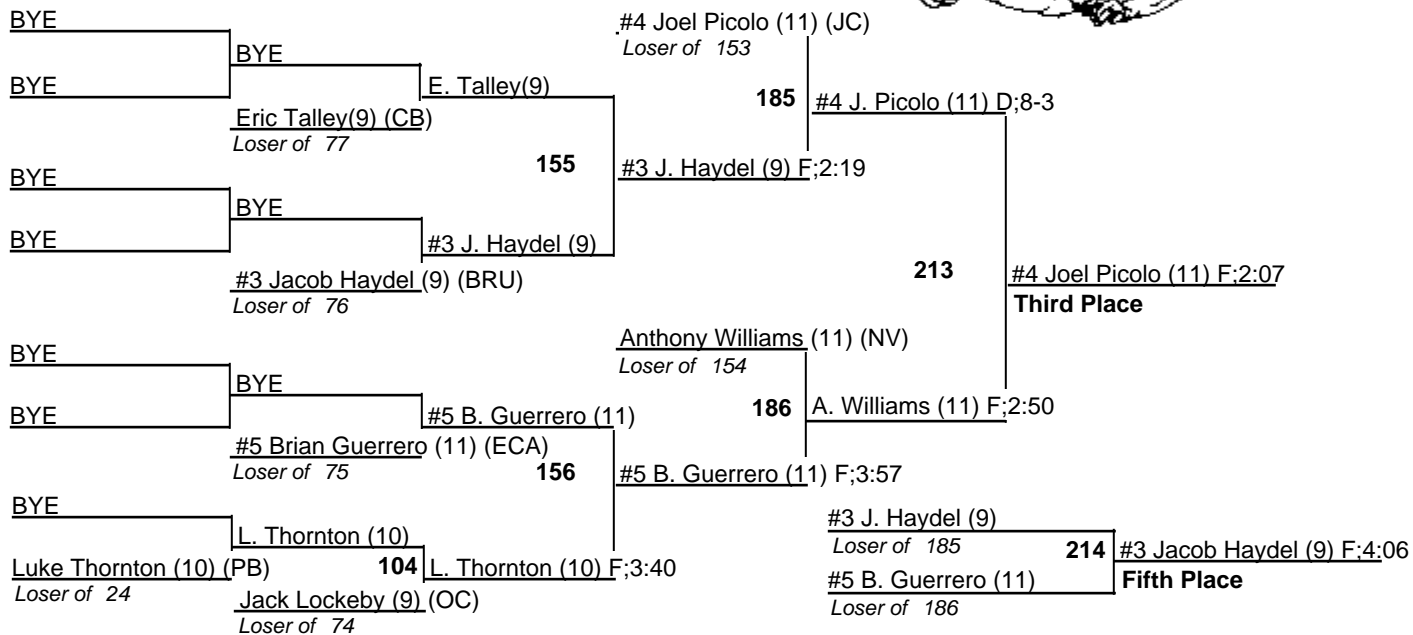 BYE
#4 Joel Picolo (11) (JC)
Loser of 153
BYE
BYE
E. Talley(9)
185
#4 J. Picolo (11) D;8-3
Eric Talley(9) (CB)
Loser of 77
155
#3 J. Haydel (9) F;2:19
BYE
BYE
BYE
#3 J. Haydel (9)
213
#3 Jacob Haydel (9) (BRU)
Loser of 76
#4 Joel Picolo (11) F;2:07
Third Place
Anthony Williams (11) (NV)
Loser of 154
BYE
BYE
BYE
#5 B. Guerrero (11)
186
A. Williams (11) F;2:50
#5 Brian Guerrero (11) (ECA)
Loser of 75
156
#5 B. Guerrero (11) F;3:57
BYE
#3 J. Haydel (9)
Loser of 185
L. Thornton (10)
214
#3 Jacob Haydel (9) F;4:06
Fifth Place
Luke Thornton (10) (PB)
Loser of 24
104
L. Thornton (10) F;3:40
#5 B. Guerrero (11)
Loser of 186
Jack Lockeby (9) (OC)
Loser of 74